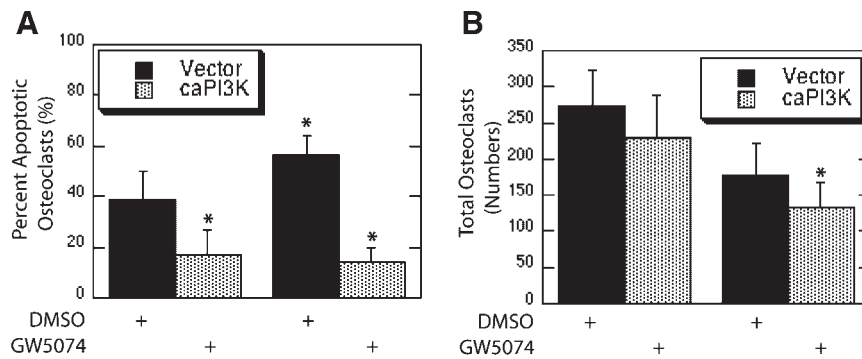 A
Percent Apoptotic
Osteoclasts (%)
100
80
60
40
20
0
Vector
caPI3K
*
*
*
DMSO + +
GW5074 + +
B
Total Osteoclasts
(Numbers)
350
300
250
200
150
100
50
0
Vector
caPI3K
*
DMSO + +
GW5074 + +